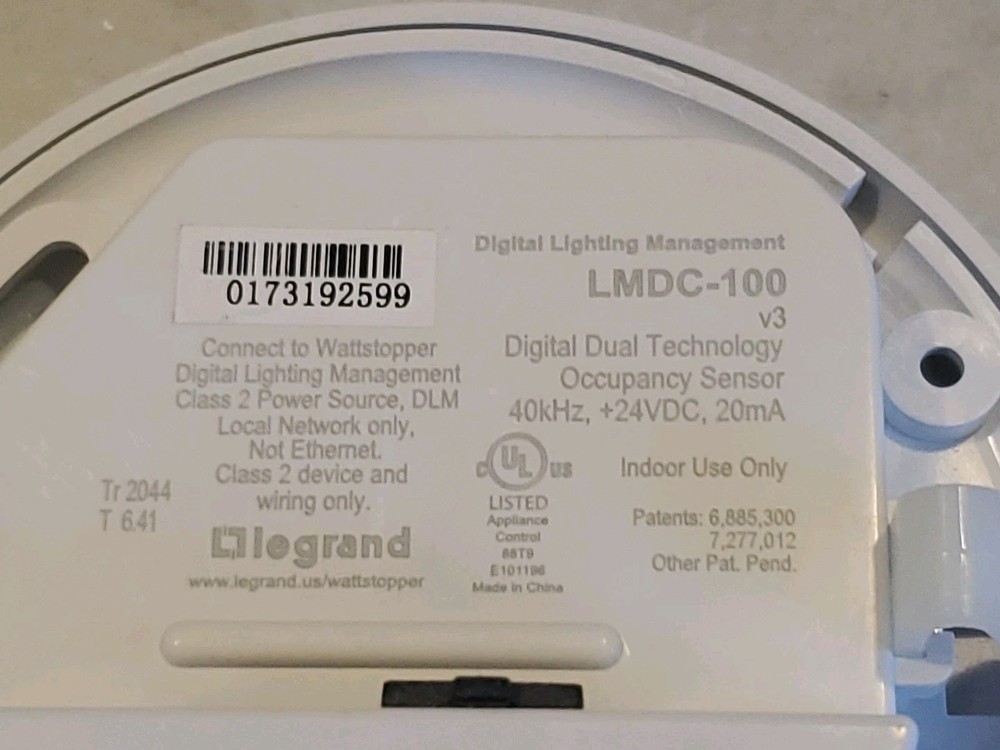 0173192599
Connect to Wattstopper
Digital Lighting Management
Class 2 Power Source, DLM
Local Network only,
Not Ethernet.
Class 2 device and
wiring only.
Tr 2044
T 6.41
legrand
www.legrand.us/wattstopper
Digital Lighting Management
LMDC-100
v3
Digital Dual Technology
Occupancy Sensor
40kHz, +24VDC, 20mA
c UL us
LISTED
Appliance
Control
88T9
E101196
Made in China
Indoor Use Only
Patents: 6,885,300
7,277,012
Other Pat. Pend.